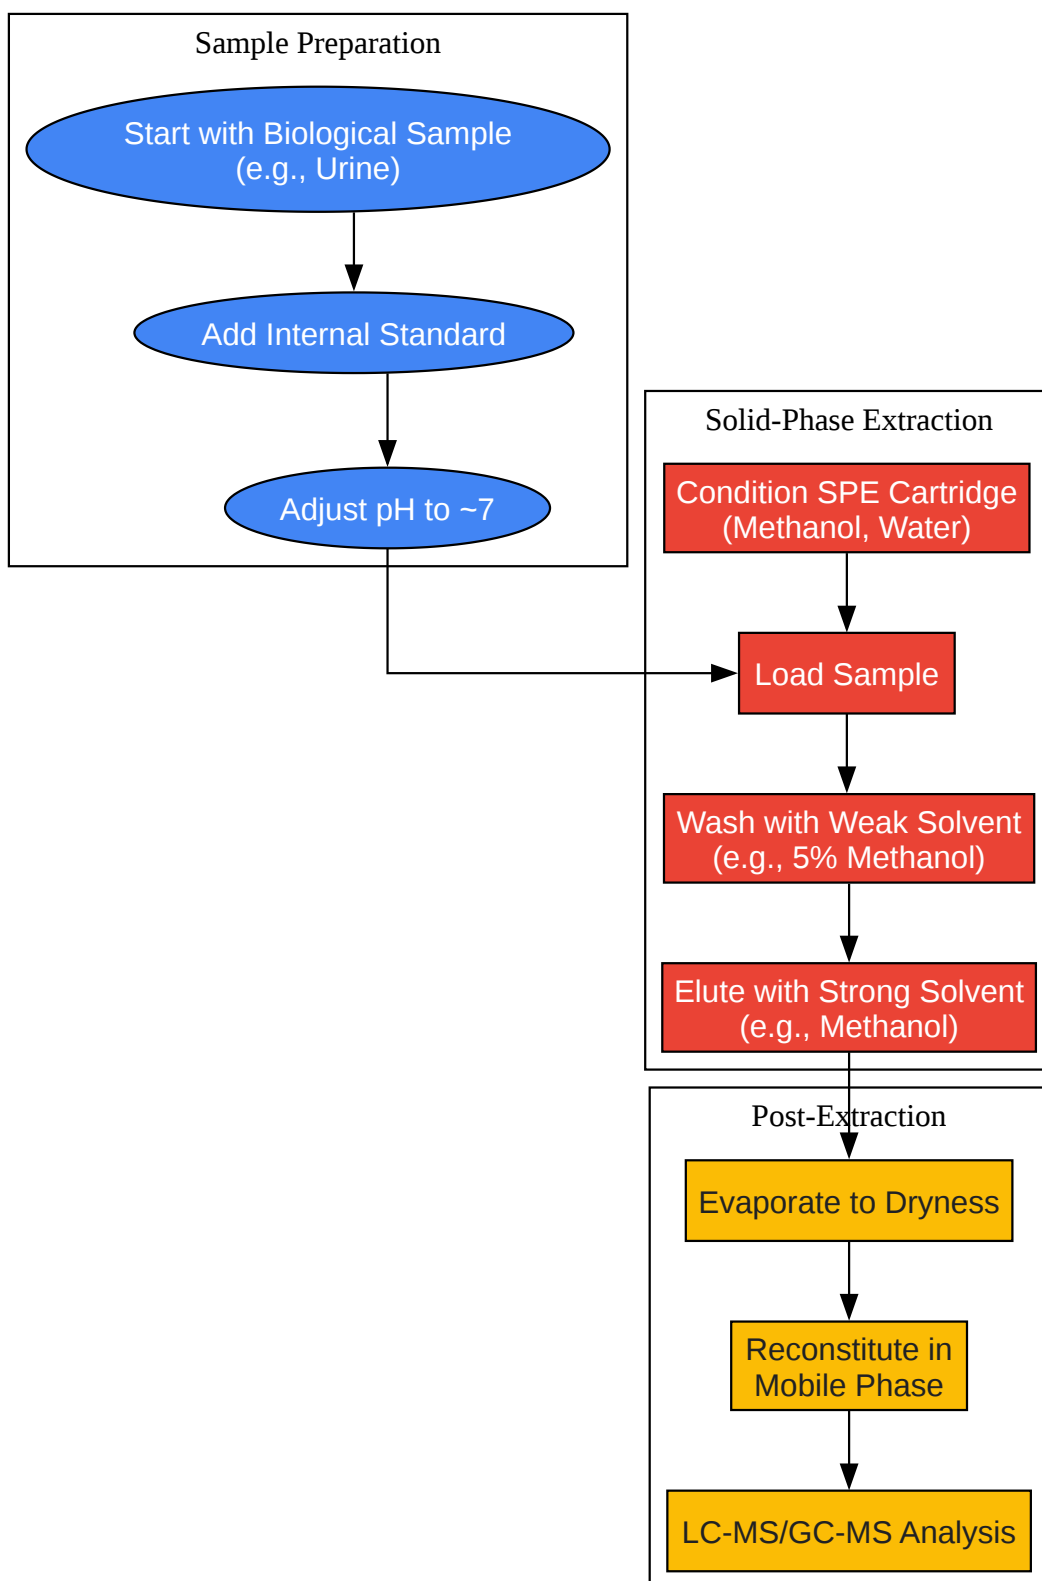 Sample Preparation
Start with Biological Sample
(e.g., Urine)
Add Internal Standard
Adjust pH to ~7
Solid-Phase Extraction
Condition SPE Cartridge
(Methanol, Water)
Load Sample
Wash with Weak Solvent
(e.g., 5% Methanol)
Elute with Strong Solvent
(e.g., Methanol)
Post-Extraction
Evaporate to Dryness
Reconstitute in
Mobile Phase
LC-MS/GC-MS Analysis